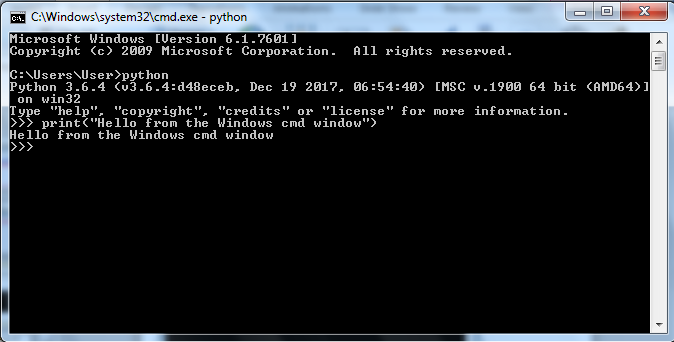 C:\Windows\system32\cmd.exe - python
Microsoft Windows [Version 6.1.7601]
Copyright (c) 2009 Microsoft Corporation.  All rights reserved.
C:\Users\User>python
Python 3.6.4 (v3.6.4:d48eceb, Dec 19 2017, 06:54:40) [MSC v.1900 64 bit (AMD64)]
 on win32
Type "help", "copyright", "credits" or "license" for more information.
>>> print("Hello from the Windows cmd window")
Hello from the Windows cmd window
>>>